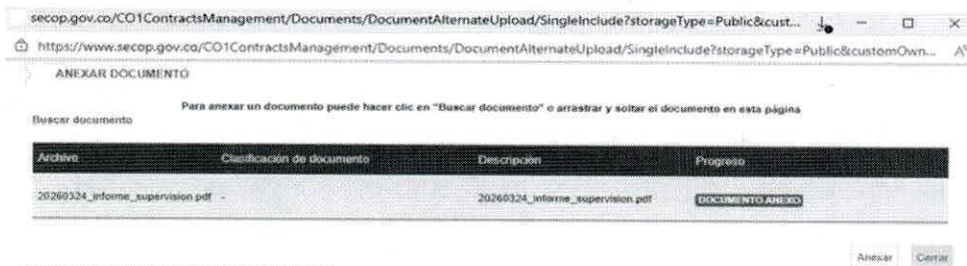 secop.gov.co/CO1ContractsManagement/Documents/DocumentAlternateUpload/SingleInclude?storageType=Public&cust...
https://www.secop.gov.co/CO1ContractsManagement/Documents/DocumentAlternateUpload/SingleInclude?storageType=Public&customOwn...
ANEXAR DOCUMENTO
Para anexar un documento puede hacer clic en "Buscar documento" o arrastrar y soltar el documento en esta página
Buscar documento
Archivo Clasificación de documento Descripción Progreso
20260324_informe_supervision.pdf - 20260324_informe_supervision.pdf DOCUMENTO ANEXO
Anexar Cerrar